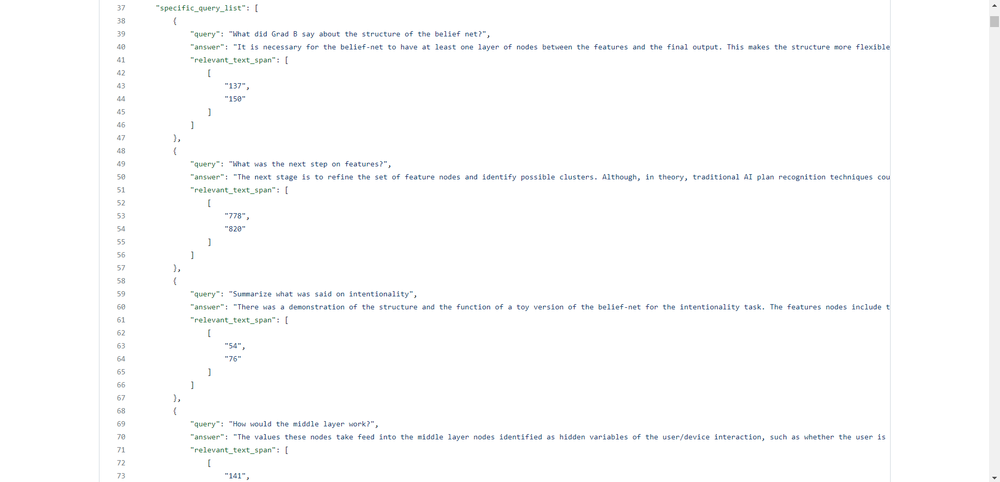 37 "specific_query_list": [
38 {
39 "query": "What did Grad B say about the structure of the belief net?",
40 "answer": "It is necessary for the belief-net to have at least one layer of nodes between the features and the final output. This makes the structure more flexible
41 "relevant_text_span": [
42 [
43 "137",
44 "150"
45 ]
46 ]
47 },
48 {
49 "query": "What was the next step on features?",
50 "answer": "The next stage is to refine the set of feature nodes and identify possible clusters. Although, in theory, traditional AI plan recognition techniques cou
51 "relevant_text_span": [
52 [
53 "778",
54 "820"
55 ]
56 ]
57 },
58 {
59 "query": "Summarize what was said on intentionality",
60 "answer": "There was a demonstration of the structure and the function of a toy version of the belief-net for the intentionality task. The features nodes include t
61 "relevant_text_span": [
62 [
63 "54",
64 "76"
65 ]
66 ]
67 },
68 {
69 "query": "How would the middle layer work?",
70 "answer": "The values these nodes take feed into the middle layer nodes identified as hidden variables of the user/device interaction, such as whether the user is
71 "relevant_text_span": [
72 [
73 "141",